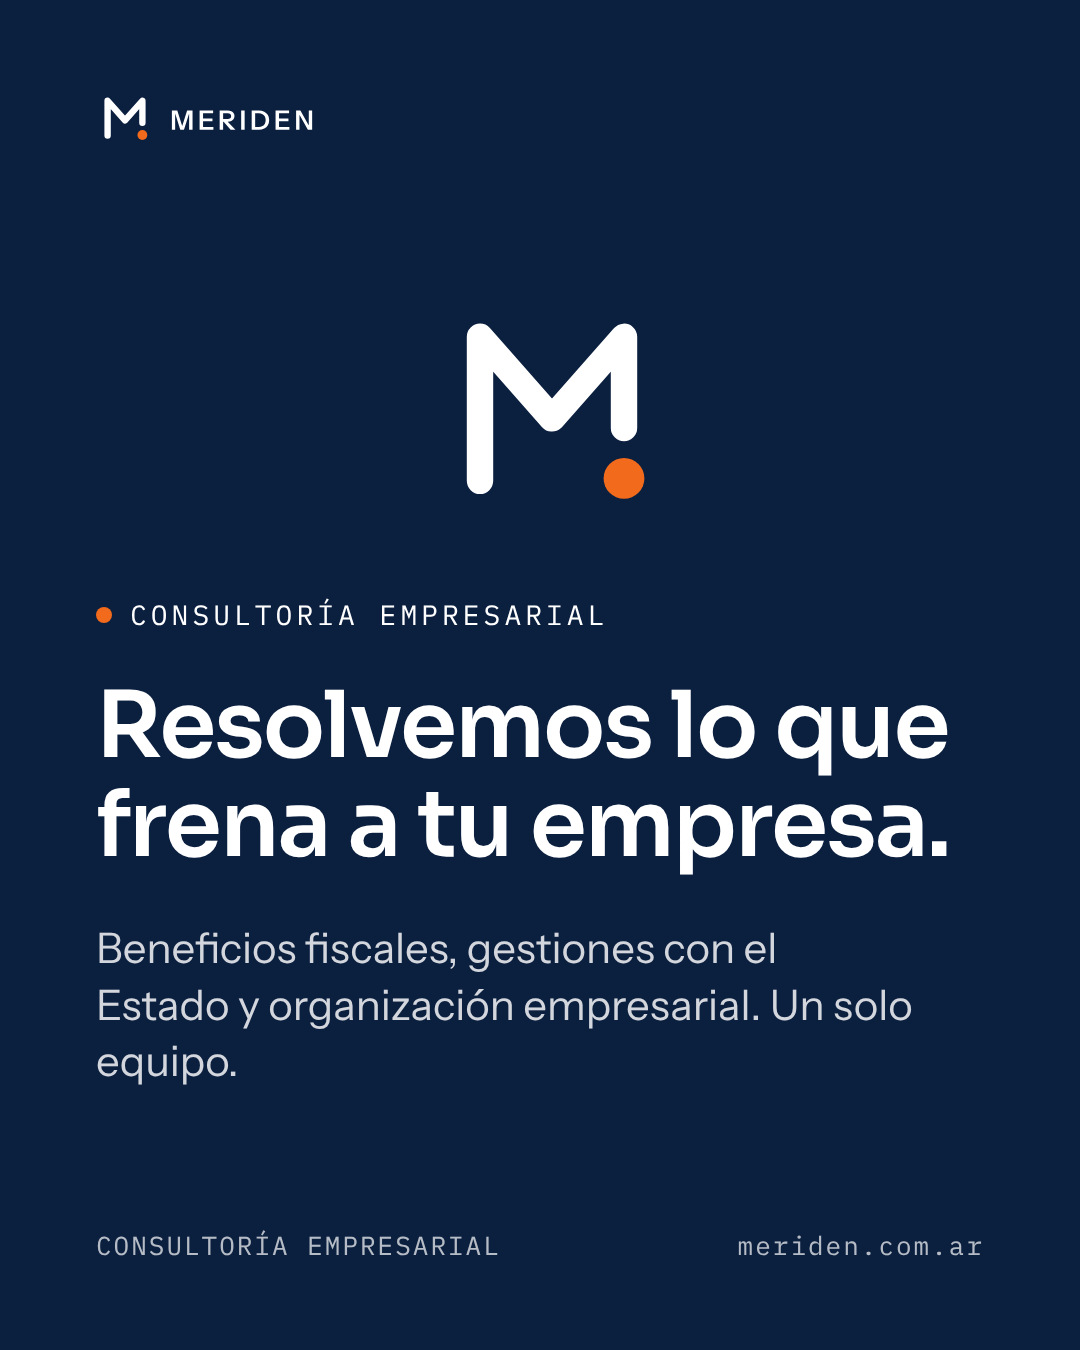 MERIDEN
M
CONSULTORÍA EMPRESARIAL
Resolvemos lo que
frena a tu empresa.
Beneficios fiscales, gestiones con el
Estado y organización empresarial. Un solo
equipo.
CONSULTORÍA EMPRESARIAL
meriden.com.ar